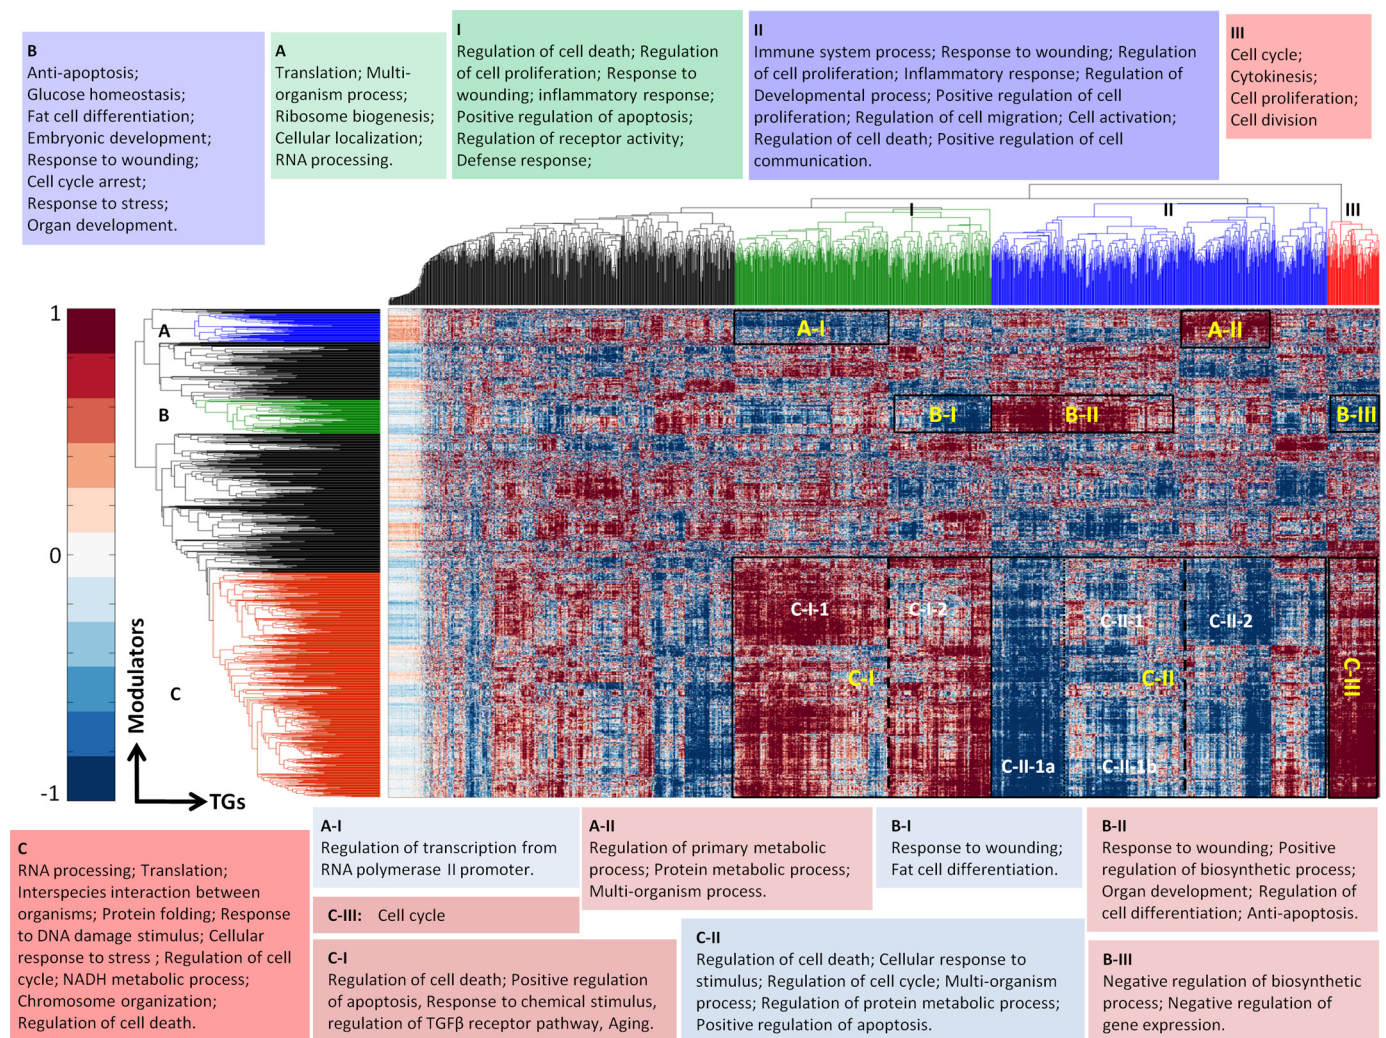 B
Anti-apoptosis;
Glucose homeostasis;
Fat cell differentiation;
Embryonic development;
Response to wounding;
Cell cycle arrest;
Response to stress;
Organ development.
A
Translation; Multi-
organism process;
Ribosome biogenesis;
Cellular localization;
RNA processing.
I
Regulation of cell death; Regulation
of cell proliferation; Response to
wounding; inflammatory response;
Positive regulation of apoptosis;
Regulation of receptor activity;
Defense response;
II
Immune system process; Response to wounding; Regulation
of cell proliferation; Inflammatory response; Regulation of
Developmental process; Positive regulation of cell
proliferation; Regulation of cell migration; Cell activation;
Regulation of cell death; Positive regulation of cell
communication.
III
Cell cycle;
Cytokinesis;
Cell proliferation;
Cell division
I
II
III
1
0
-1
A
B
C
Modulators
TGs
A-I
A-II
B-I
B-II
B-III
C-I-1
C-I-2
C-II-1
C-II-2
C-I
C-II
C-III
C-II-1a
C-II-1b
C
RNA processing; Translation;
Interspecies interaction between
organisms; Protein folding; Response
to DNA damage stimulus; Cellular
response to stress ; Regulation of cell
cycle; NADH metabolic process;
Chromosome organization;
Regulation of cell death.
A-I
Regulation of transcription from
RNA polymerase II promoter.
C-III: Cell cycle
C-I
Regulation of cell death; Positive regulation
of apoptosis, Response to chemical stimulus,
regulation of TGFβ receptor pathway, Aging.
A-II
Regulation of primary metabolic
process; Protein metabolic process;
Multi-organism process.
C-II
Regulation of cell death; Cellular response to
stimulus; Regulation of cell cycle; Multi-organism
process; Regulation of protein metabolic process;
Positive regulation of apoptosis.
B-I
Response to wounding;
Fat cell differentiation.
B-II
Response to wounding; Positive
regulation of biosynthetic process;
Organ development; Regulation of
cell differentiation; Anti-apoptosis.
B-III
Negative regulation of biosynthetic
process; Negative regulation of
gene expression.